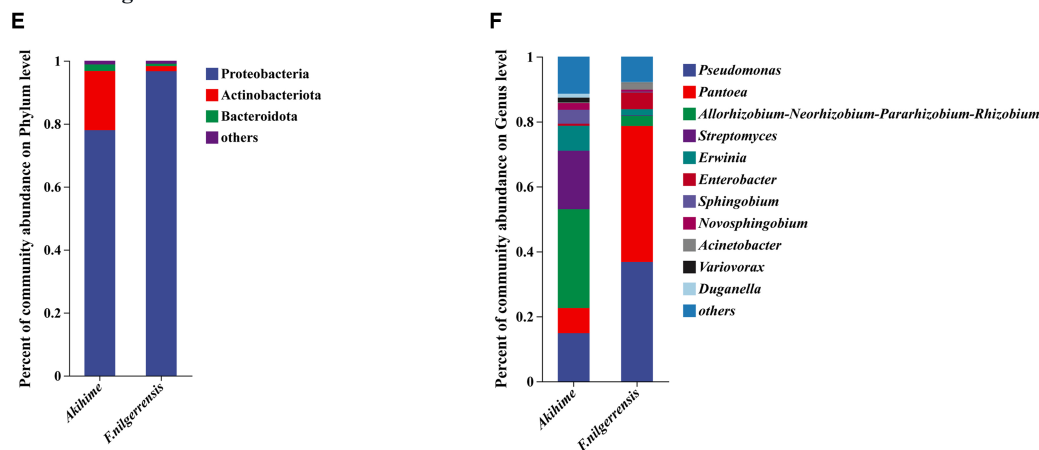 E
Percent of community abundance on Phylum level
1
0.8
0.6
0.4
0.2
0
Akihime
F.nilgerrensis
Proteobacteria
Actinobacteriota
Bacteroidota
others
F
Percent of community abundance on Genus level
1
0.8
0.6
0.4
0.2
0
Akihime
F.nilgerrensis
Pseudomonas
Pantoea
Allorhizobium-Neorhizobium-Pararhizobium-Rhizobium
Streptomyces
Erwinia
Enterobacter
Sphingobium
Novosphingobium
Acinetobacter
Variovorax
Duganella
others